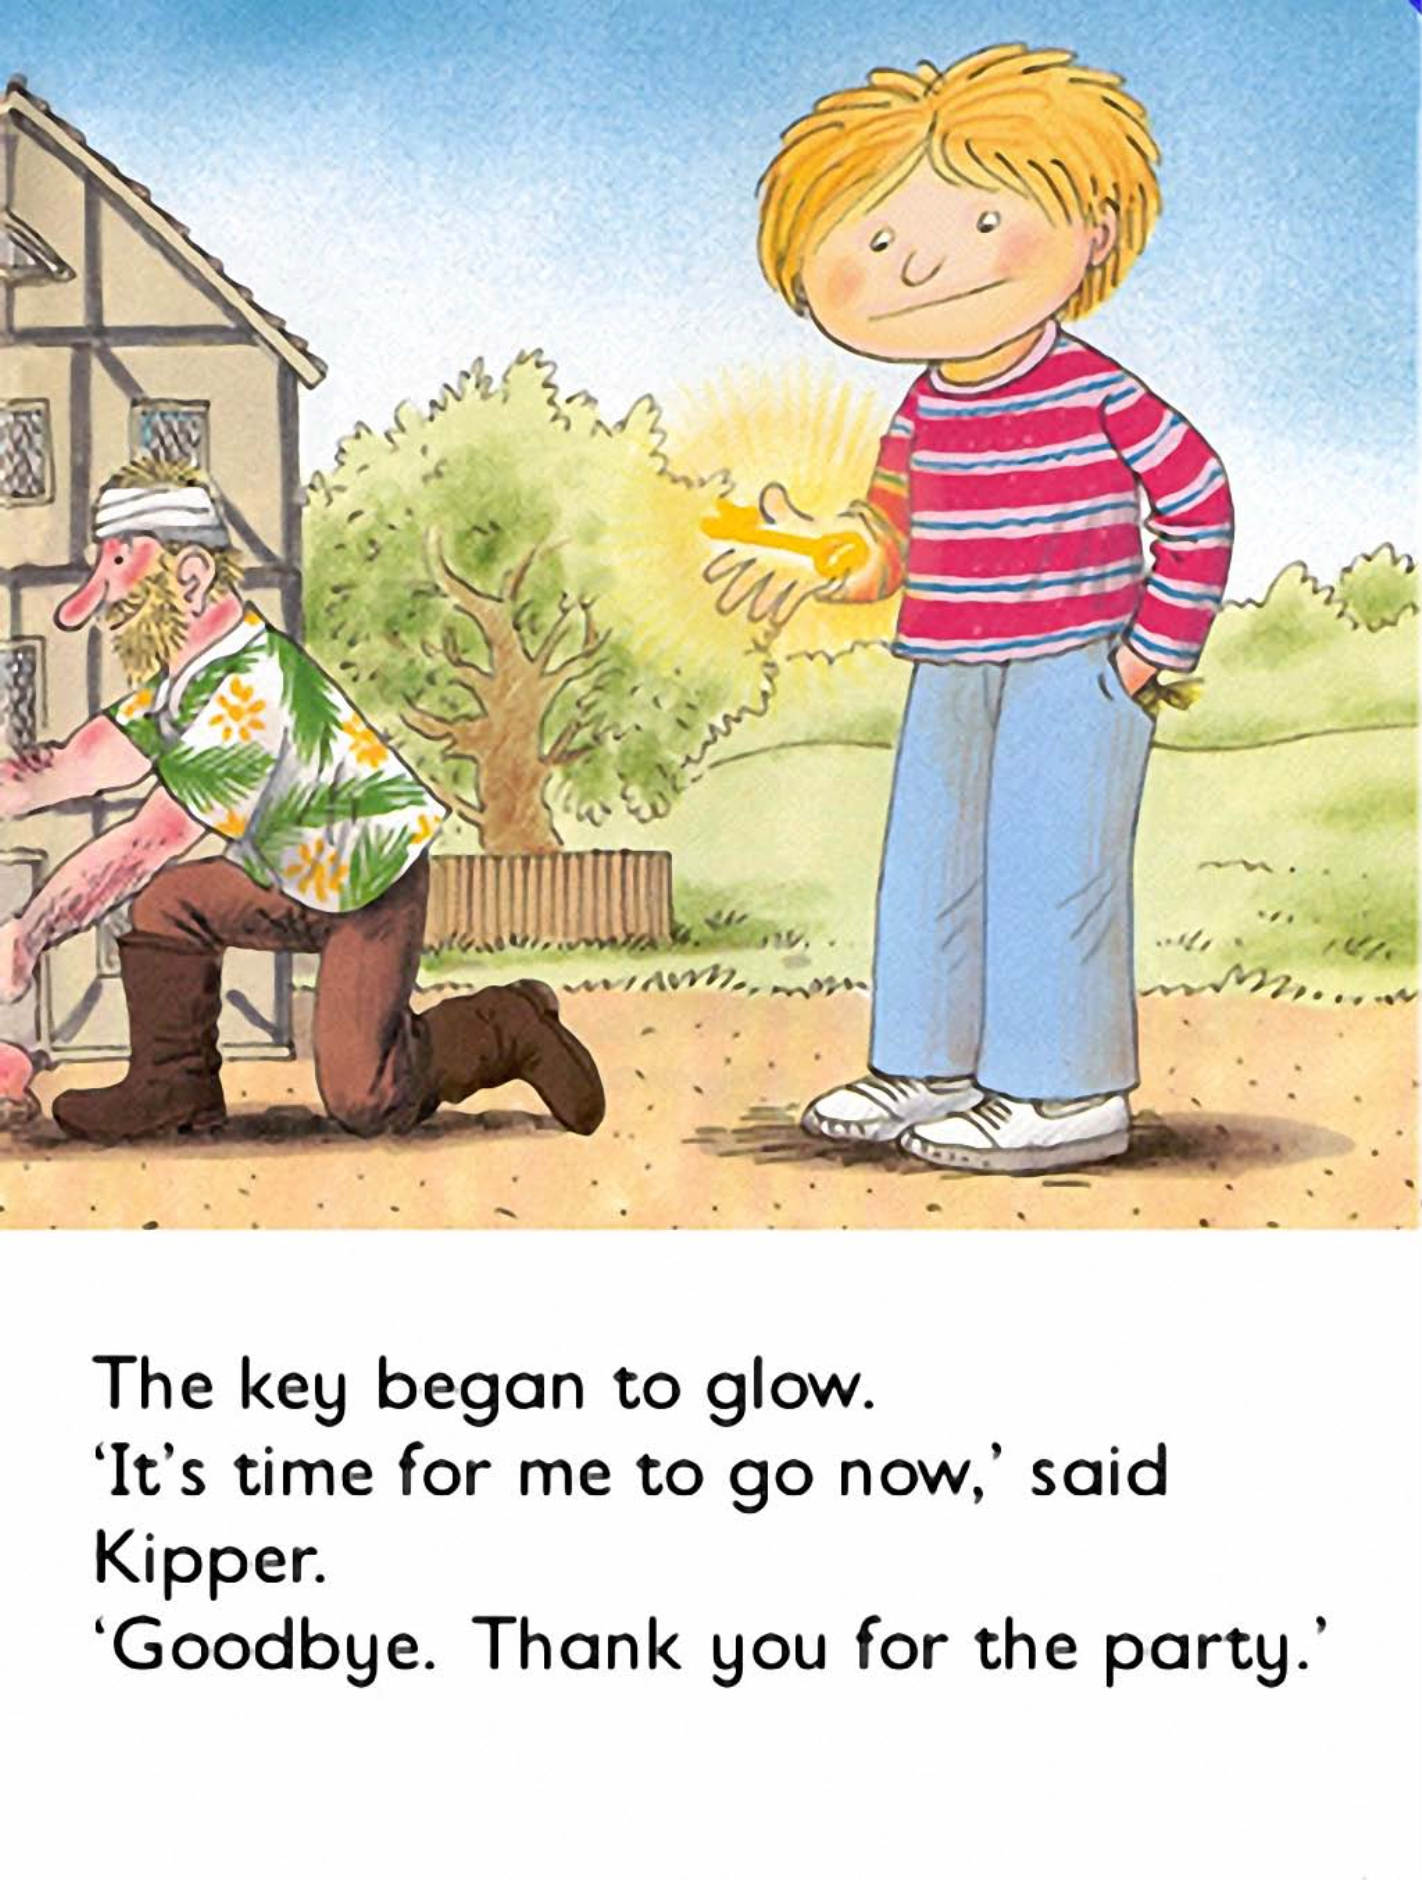 The key began to glow.
‘It’s time for me to go now,’ said
Kipper.
‘Goodbye. Thank you for the party.’